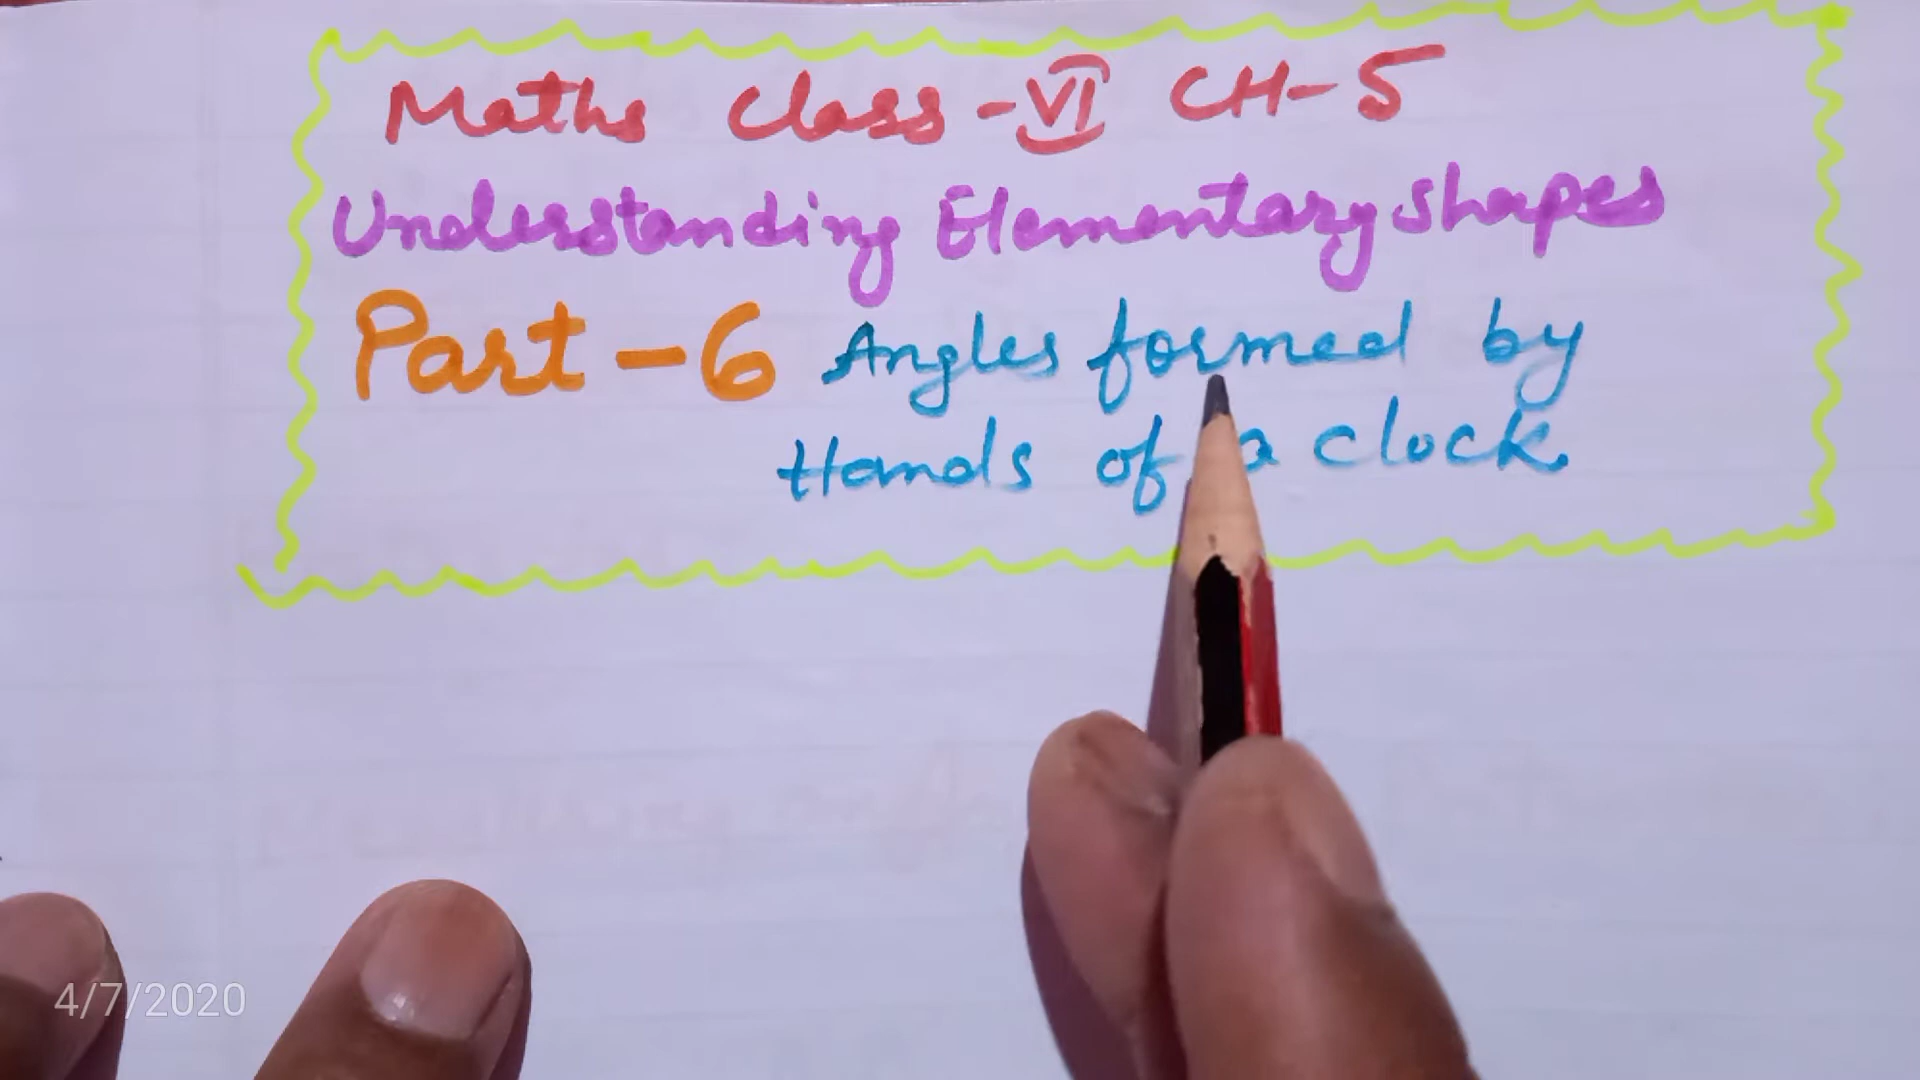 Maths Class - VI CH - 5
Understanding Elementary shapes
Part - 6 Angles formed by
Hands of a clock
4/7/2020